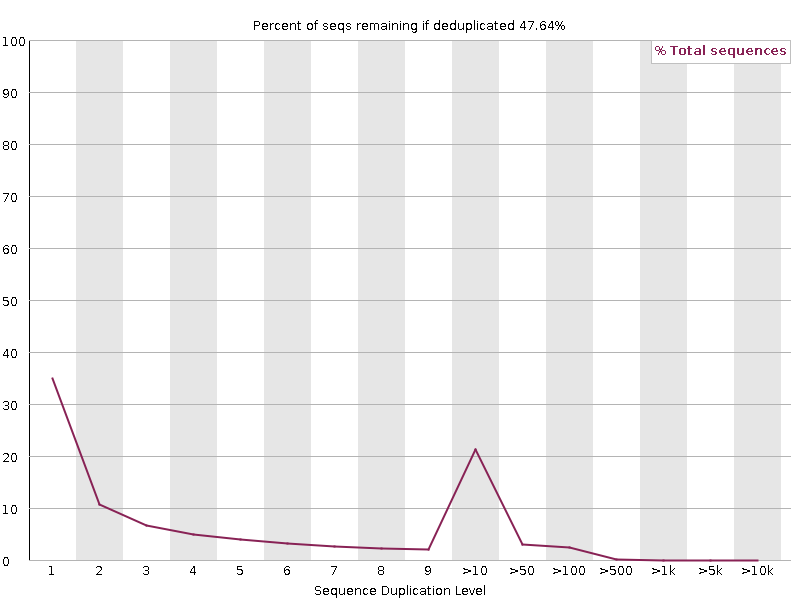 Percent of seqs remaining if deduplicated 47.64%
% Total sequences
100
90
80
70
60
50
40
30
20
10
0
1 2 3 4 5 6 7 8 9 >10 >50 >100 >500 >1k >5k >10k
Sequence Duplication Level